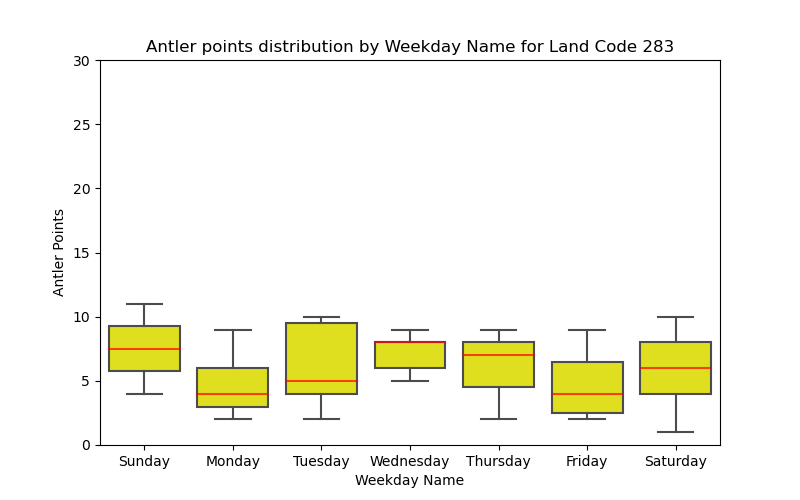 Antler points distribution by Weekday Name for Land Code 283
30
25
20
15
10
5
0
Antler Points
Sunday Monday Tuesday Wednesday Thursday Friday Saturday
Weekday Name